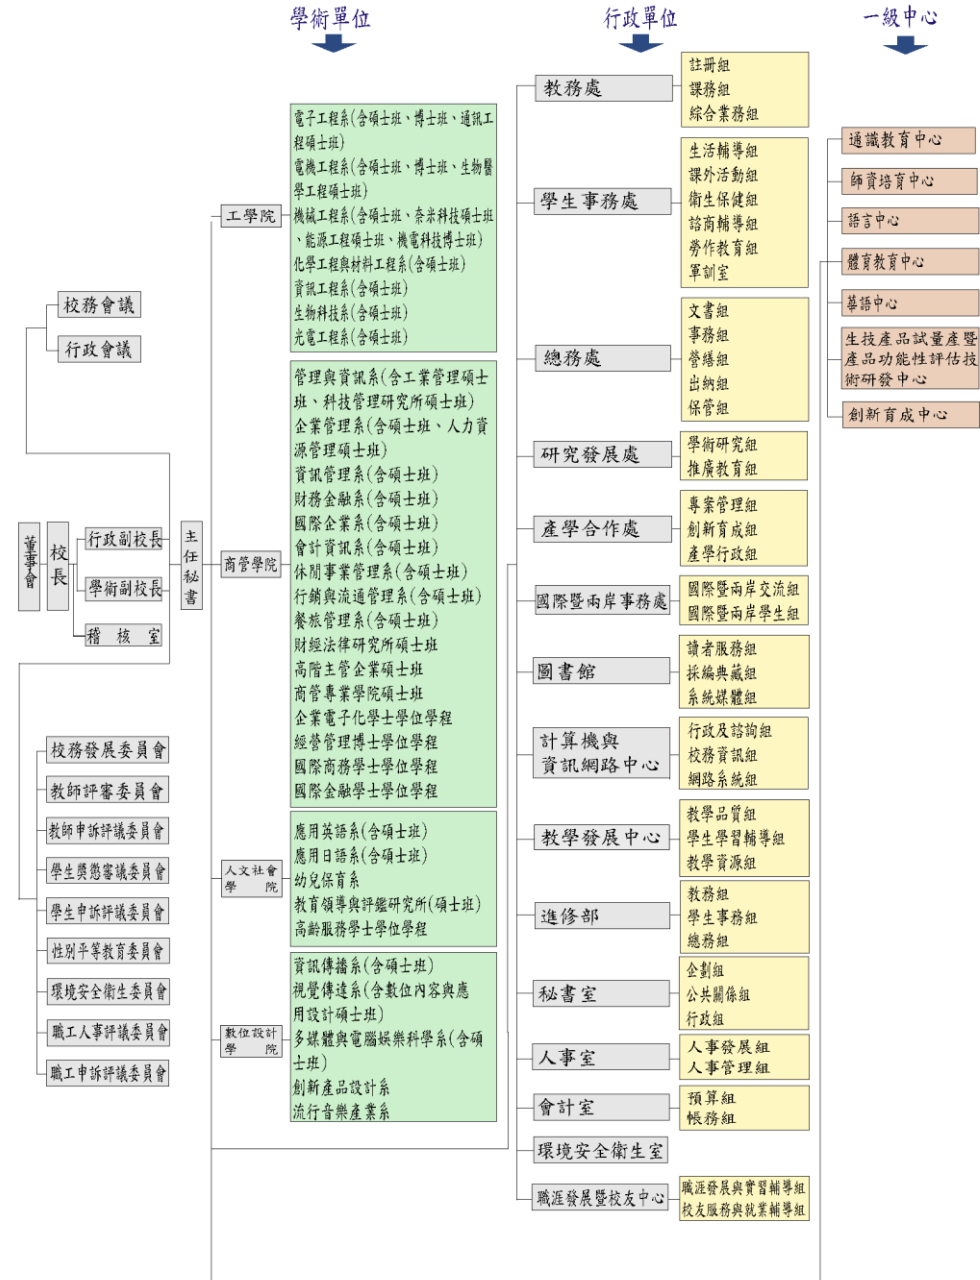 學術單位
行政單位
一級中心
校務會議
行政會議
董事會
校長
行政副校長
學術副校長
稽核室
主任秘書
校務發展委員會
教師評審委員會
教師申訴評議委員會
學生獎懲審議委員會
學生申訴評議委員會
性別平等教育委員會
環境安全衛生委員會
職工人事評議委員會
職工申訴評議委員會
工學院
電子工程系(含碩士班、博士班、通訊工
程碩士班)
電機工程系(含碩士班、博士班、生物醫
學工程碩士班)
機械工程系(含碩士班、奈米科技碩士班
、能源工程碩士班、機電科技博士班)
化學工程與材料工程系(含碩士班)
資訊工程系(含碩士班)
生物科技系(含碩士班)
光電工程系(含碩士班)
商管學院
管理與資訊系(含工業管理碩士
班、科技管理研究所碩士班)
企業管理系(含碩士班、人力資
源管理碩士班)
資訊管理系(含碩士班)
財務金融系(含碩士班)
國際企業系(含碩士班)
會計資訊系(含碩士班)
休閒事業管理系(含碩士班)
行銷與流通管理系(含碩士班)
餐旅管理系(含碩士班)
財經法律研究所碩士班
高階主管企業碩士班
商管專業學院碩士班
企業電子化學士學位學程
經營管理博士學位學程
國際商務學士學位學程
國際金融學士學位學程
人文社會
學院
應用英語系(含碩士班)
應用日語系(含碩士班)
幼兒保育系
教育領導與評鑑研究所(碩士班)
高齡服務學士學位學程
數位設計
學院
資訊傳播系(含碩士班)
視覺傳達系(含數位內容與應
用設計碩士班)
多媒體與電腦娛樂科學系(含碩
士班)
創新產品設計系
流行音樂產業系
教務處
註冊組
課務組
綜合業務組
學生事務處
生活輔導組
課外活動組
衛生保健組
諮商輔導組
勞作教育組
軍訓室
總務處
文書組
事務組
營繕組
出納組
保管組
研究發展處
學術研究組
推廣教育組
產學合作處
專案管理組
創新育成組
產學行政組
國際暨兩岸事務處
國際暨兩岸交流組
國際暨兩岸學生組
圖書館
讀者服務組
採編典藏組
系統媒體組
計算機與
資訊網路中心
行政及諮詢組
校務資訊組
網路系統組
教學發展中心
教學品質組
學生學習輔導組
教學資源組
進修部
教務組
學生事務組
總務組
秘書室
企劃組
公共關係組
行政組
人事室
人事發展組
人事管理組
會計室
預算組
帳務組
環境安全衛生室
職涯發展暨校友中心
職涯發展與實習輔導組
校友服務與就業輔導組
通識教育中心
師資培育中心
語言中心
體育教育中心
華語中心
生技產品試量產暨
產品功能性評估技
術研發中心
創新育成中心